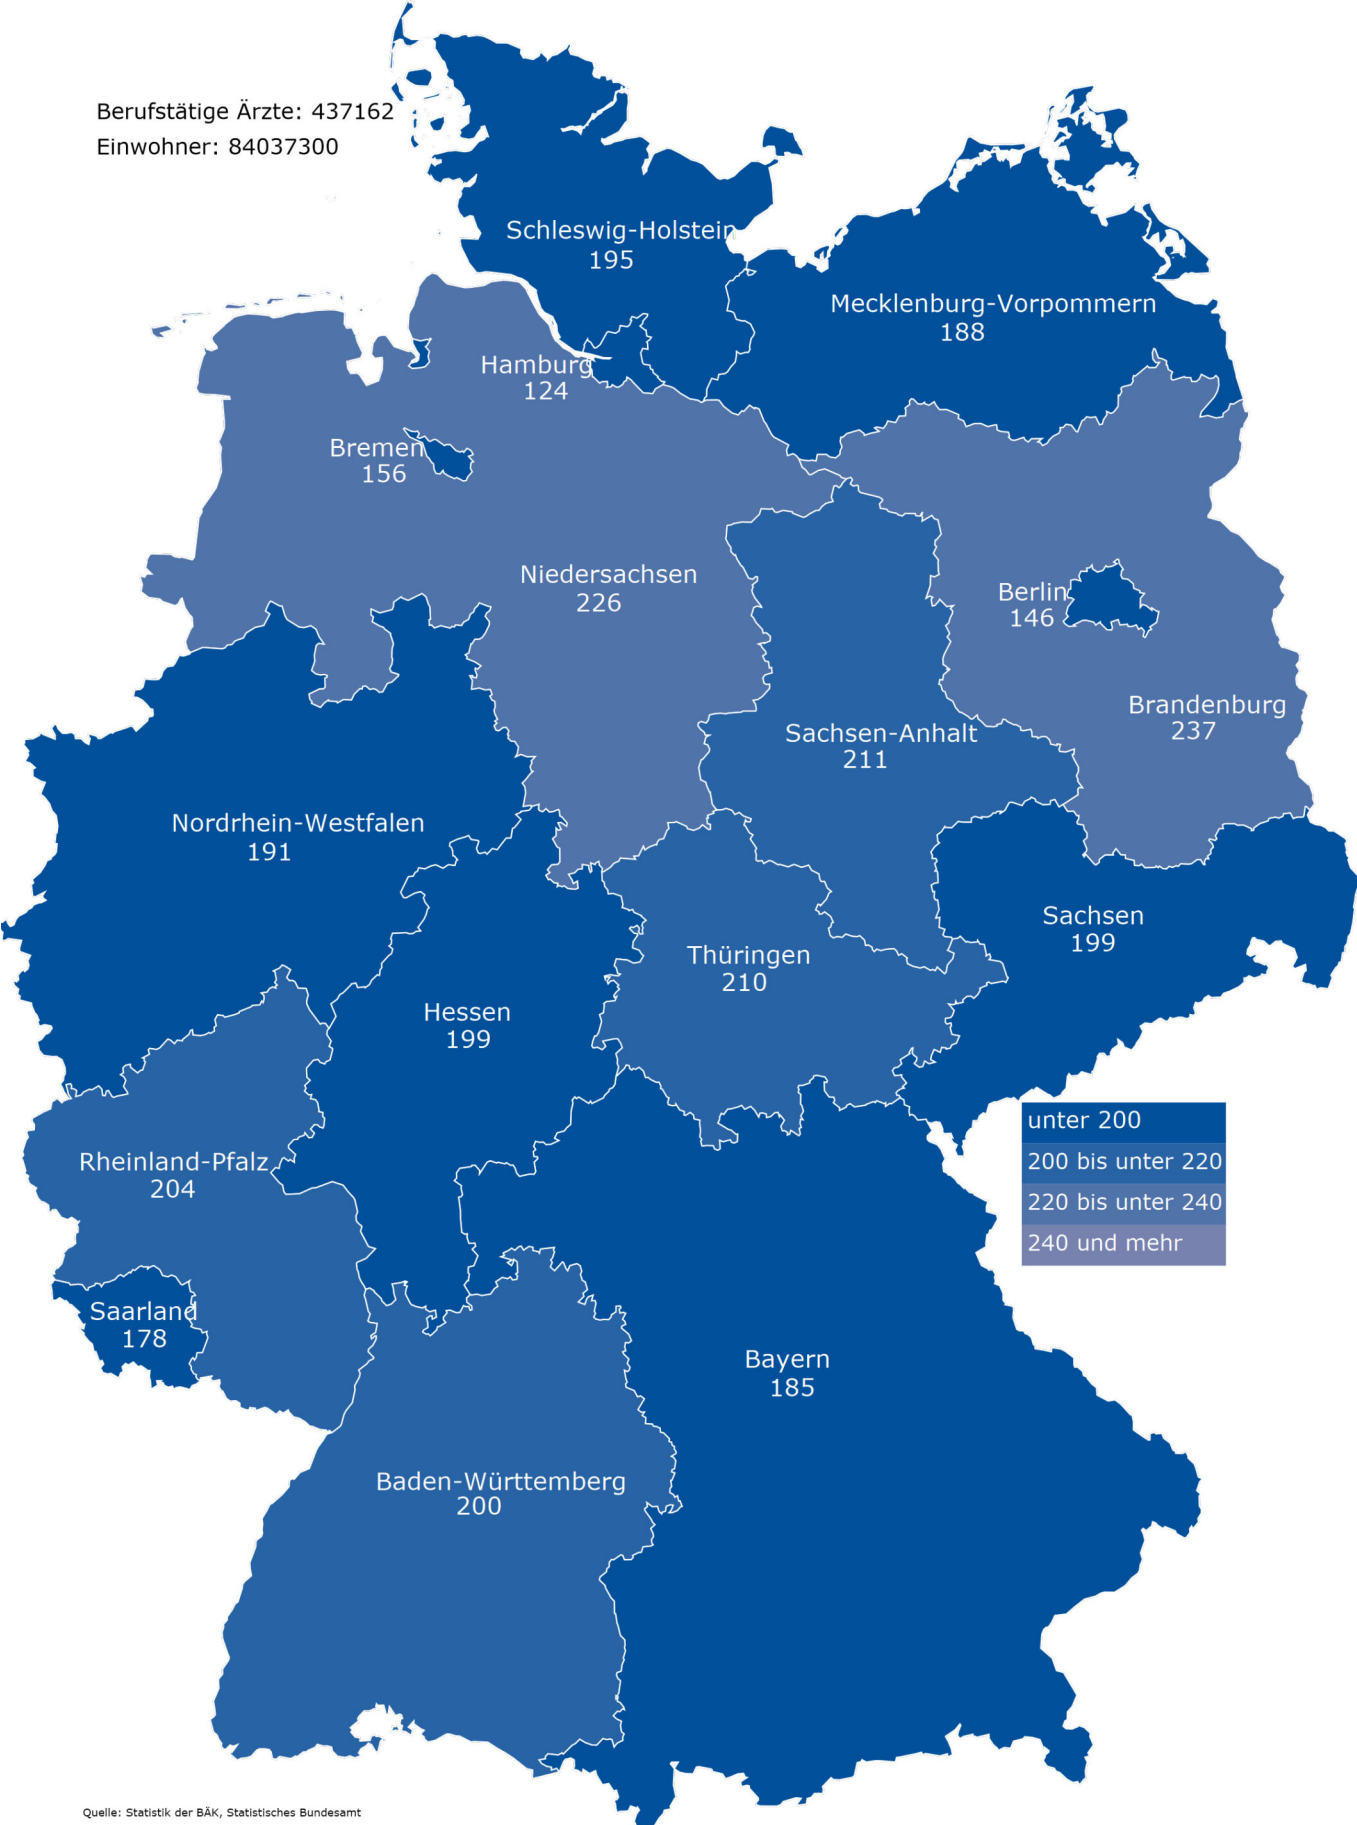 Berufstätige Ärzte: 437162
Einwohner: 84037300
Schleswig-Holstein
195
Mecklenburg-Vorpommern
188
Hamburg
124
Bremen
156
Niedersachsen
226
Berlin
146
Brandenburg
237
Sachsen-Anhalt
211
Nordrhein-Westfalen
191
Sachsen
199
Thüringen
210
Hessen
199
unter 200
200 bis unter 220
220 bis unter 240
240 und mehr
Rheinland-Pfalz
204
Saarland
178
Bayern
185
Baden-Württemberg
200
Quelle: Statistik der BÄK, Statistisches Bundesamt